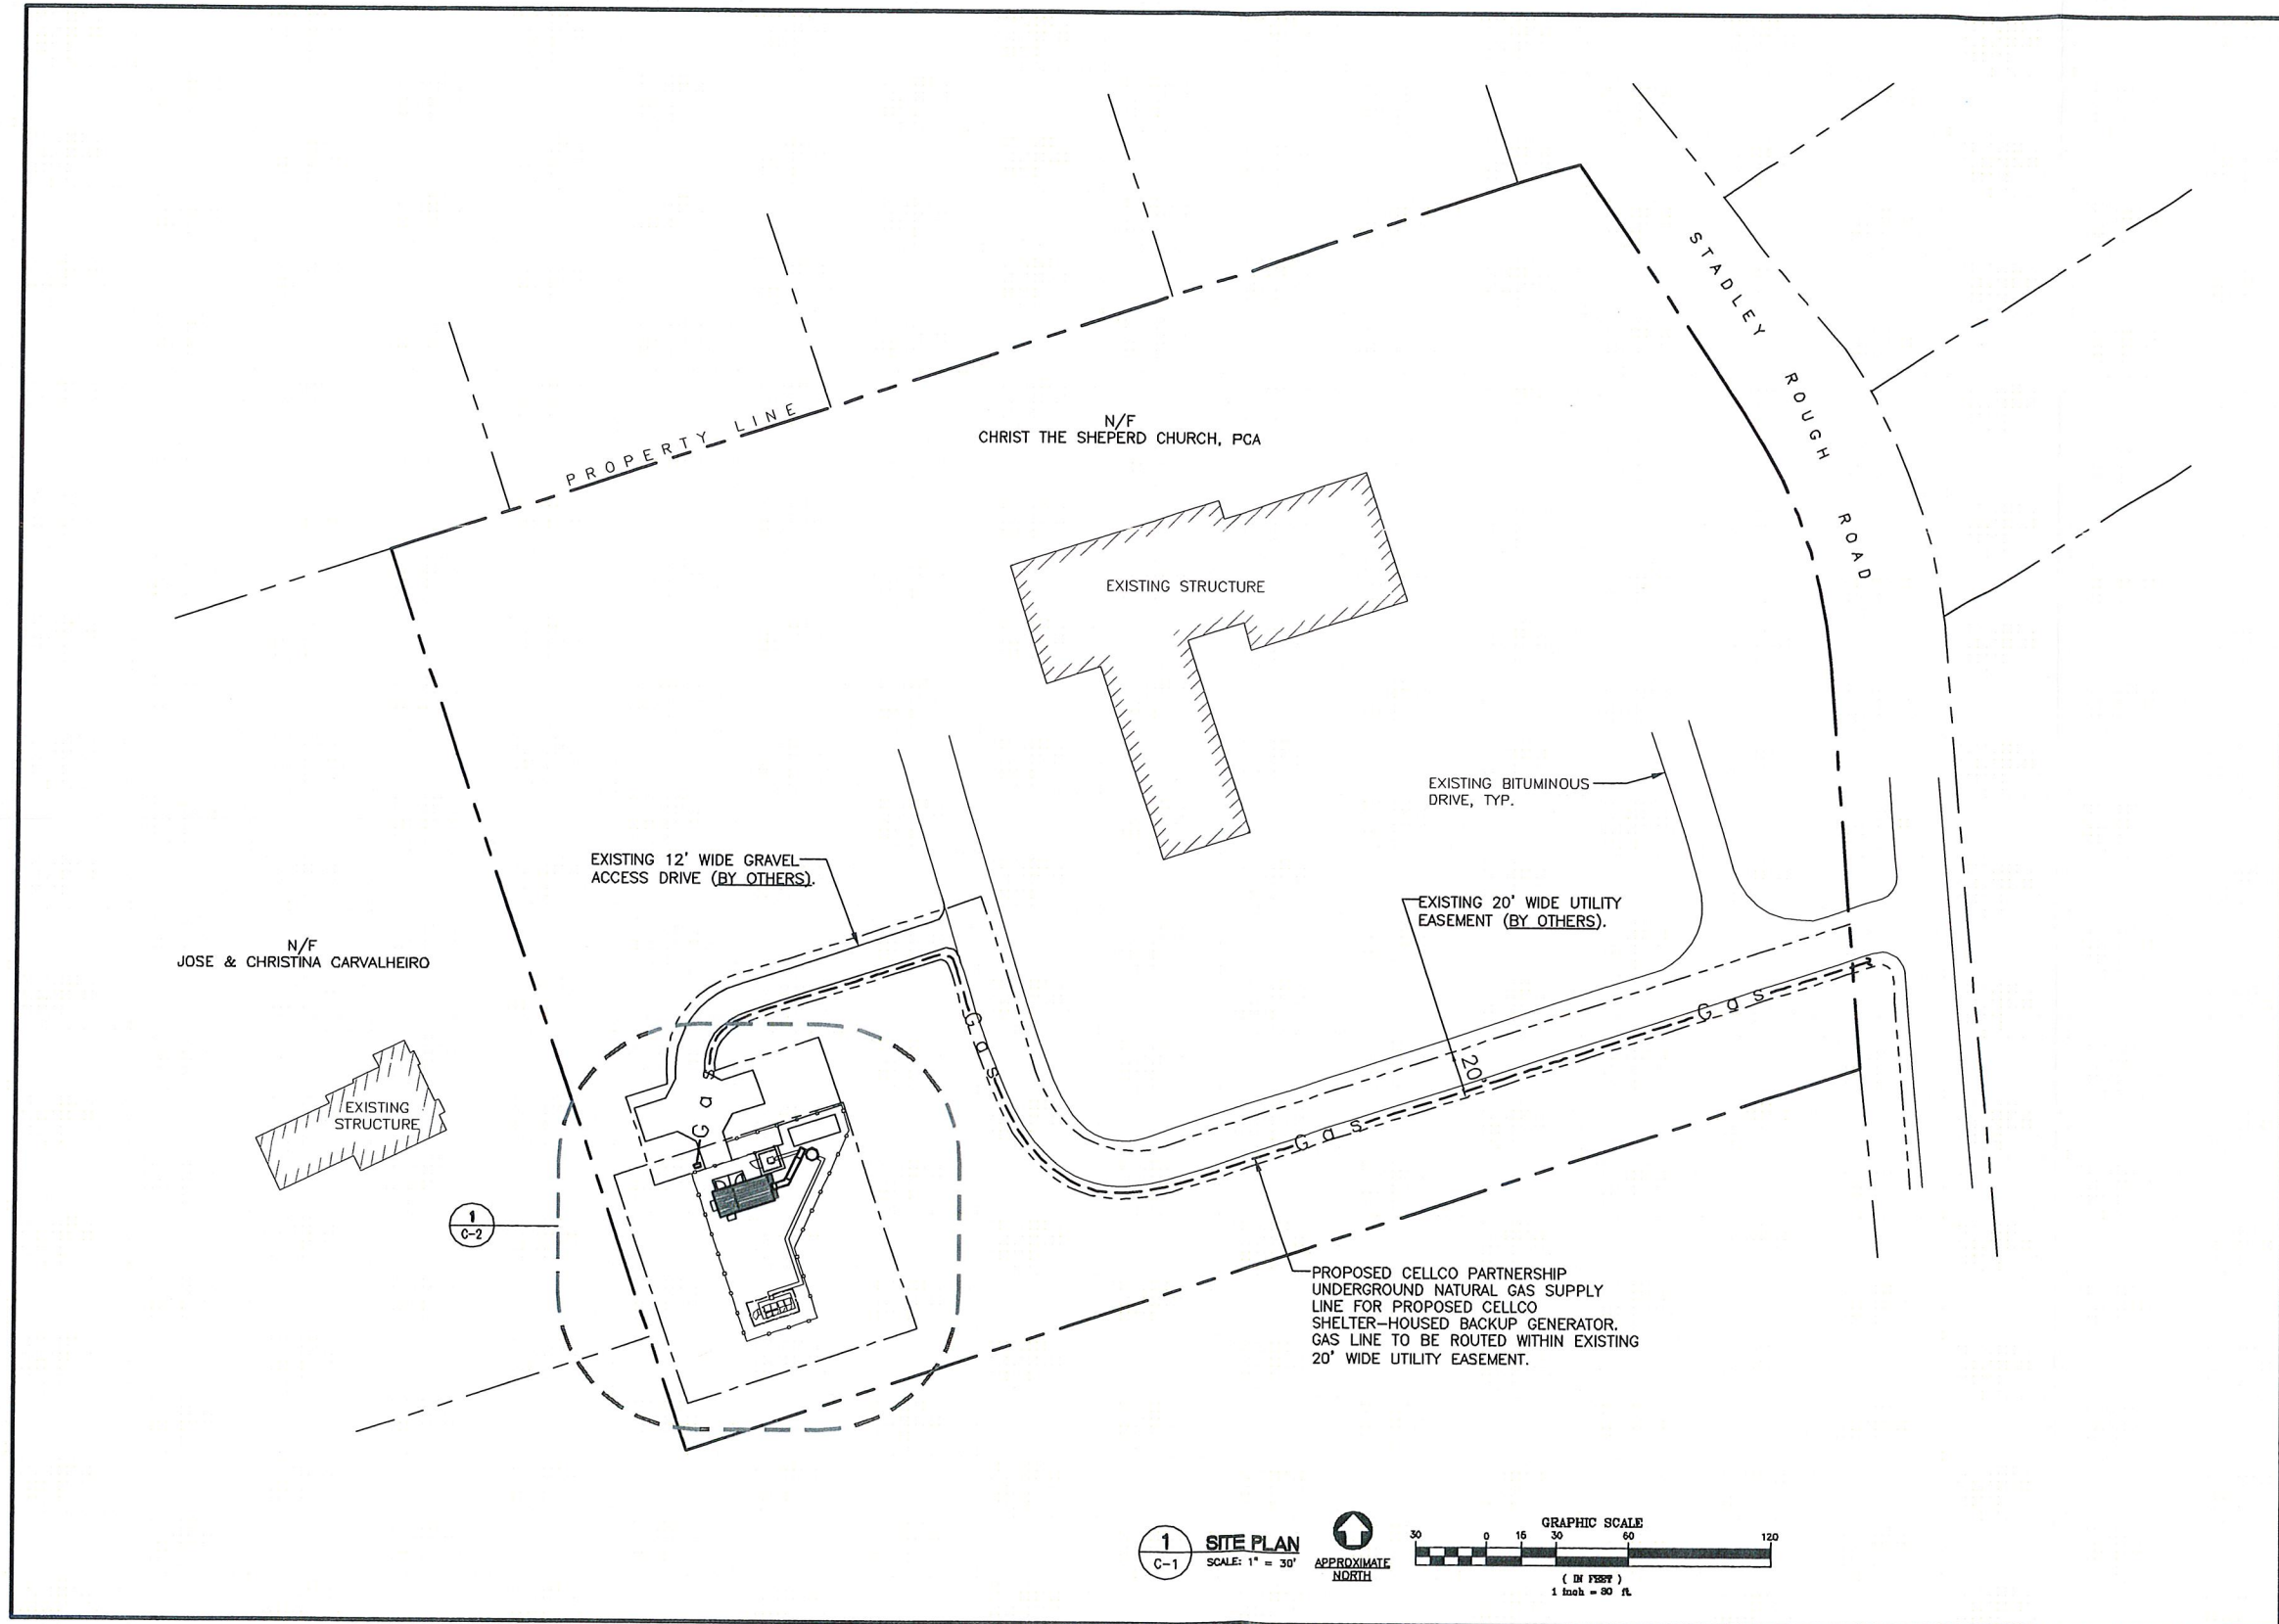 STADLEY ROUGH ROAD
PROPERTY LINE
N/F
CHRIST THE SHEPERD CHURCH, PCA
EXISTING STRUCTURE
EXISTING BITUMINOUS
DRIVE, TYP.
EXISTING 12' WIDE GRAVEL
ACCESS DRIVE (BY OTHERS).
EXISTING 20' WIDE UTILITY
EASEMENT (BY OTHERS).
N/F
JOSE & CHRISTINA CARVALHEIRO
EXISTING
STRUCTURE
Gas
Gas
Gas
Gas
20'
1
C-2
PROPOSED CELLCO PARTNERSHIP
UNDERGROUND NATURAL GAS SUPPLY
LINE FOR PROPOSED CELLCO
SHELTER-HOUSED BACKUP GENERATOR.
GAS LINE TO BE ROUTED WITHIN EXISTING
20' WIDE UTILITY EASEMENT.
1
C-1
SITE PLAN
SCALE: 1" = 30'
APPROXIMATE
NORTH
GRAPHIC SCALE
30 0 15 30 60 120
( IN FEET )
1 inch = 30 ft.